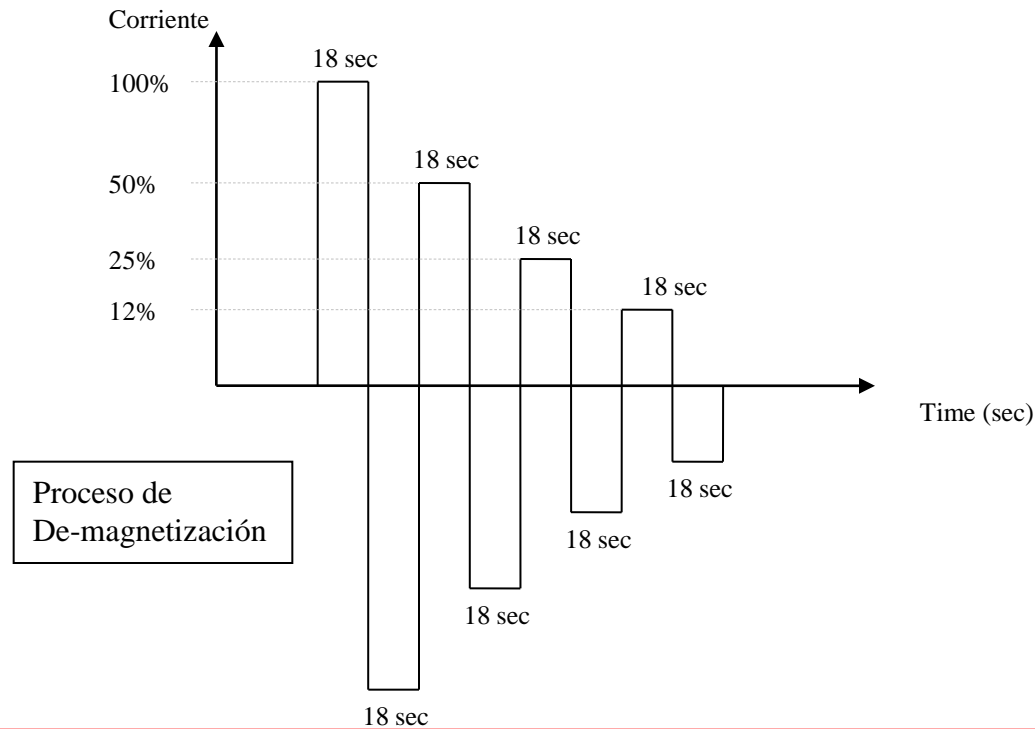 Corriente
18 sec
100%
18 sec
50%
18 sec
25%
18 sec
12%
Time (sec)
Proceso de
De-magnetización
18 sec
18 sec
18 sec
18 sec